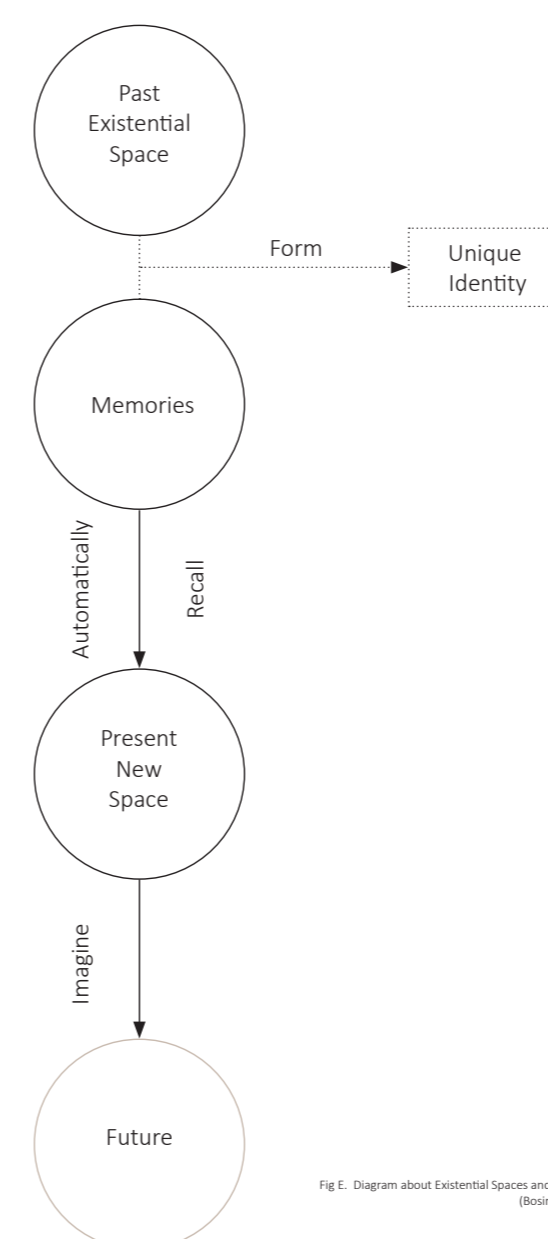 Past
Existential
Space
Form
Unique
Identity
Memories
Automatically
Recall
Present
New
Space
Imagine
Future
Fig E. Diagram about Existential Spaces and